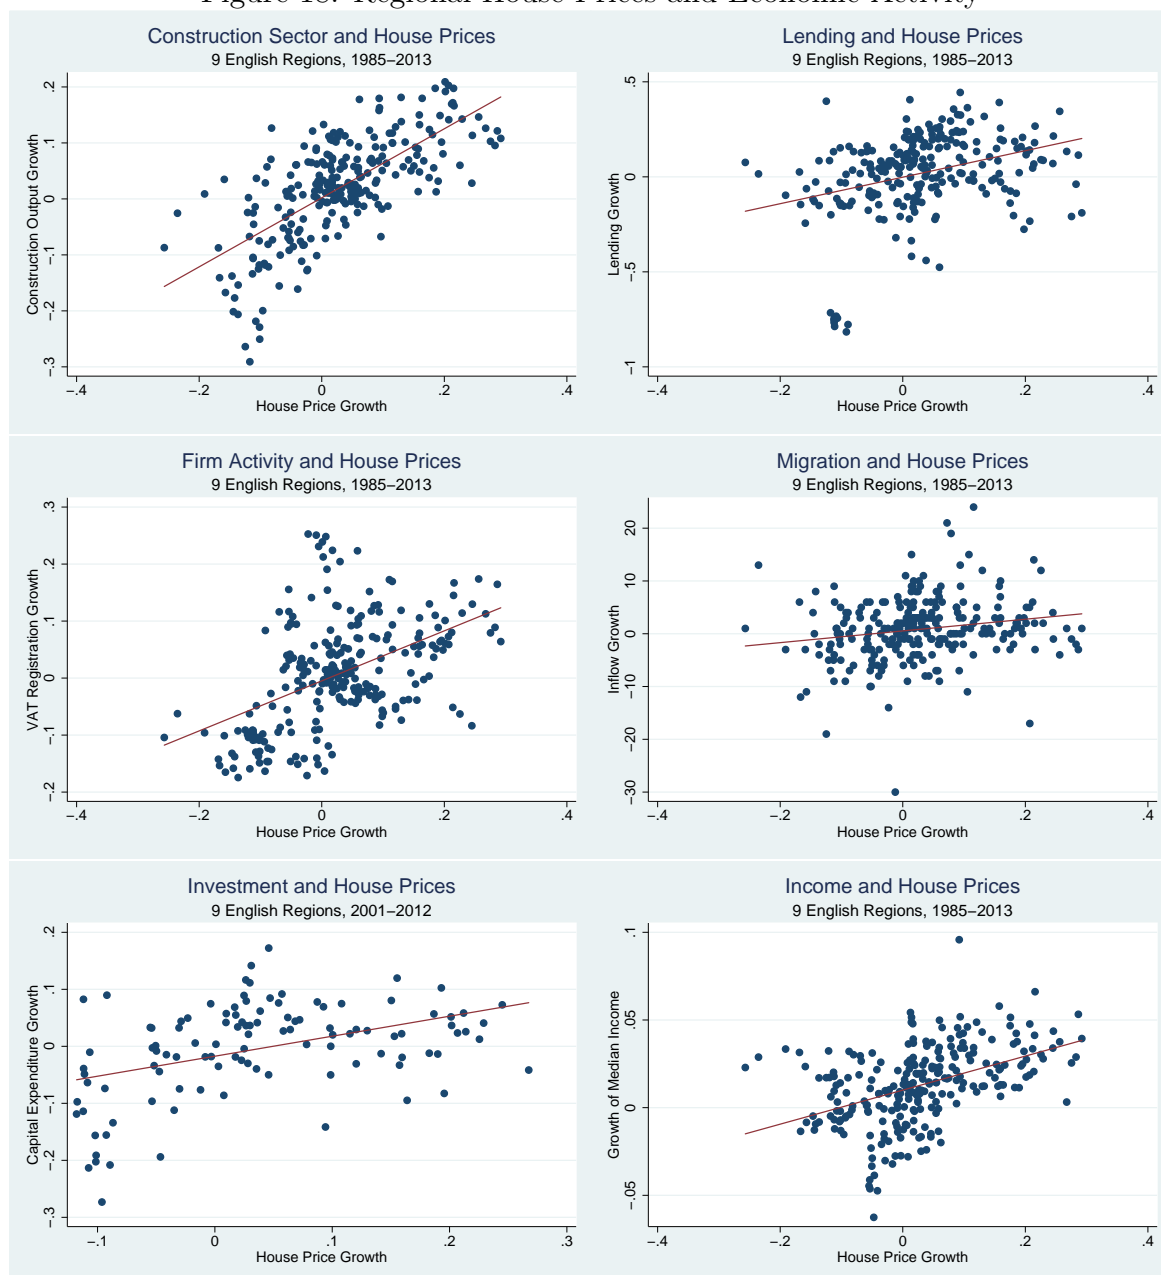 Figure 18: Regional House Prices and Economic Activity
Construction Sector and House Prices
9 English Regions, 1985−2013
Construction Output Growth
.2
.1
0
−.1
−.2
−.3
−.4
−.2
0
.2
.4
House Price Growth
Lending and House Prices
9 English Regions, 1985−2013
Lending Growth
.5
0
−.5
−1
−.4
−.2
0
.2
.4
House Price Growth
Firm Activity and House Prices
9 English Regions, 1985−2013
VAT Registration Growth
.3
.2
.1
0
−.1
−.2
−.4
−.2
0
.2
.4
House Price Growth
Migration and House Prices
9 English Regions, 1985−2013
Inflow Growth
20
10
0
−10
−20
−30
−.4
−.2
0
.2
.4
House Price Growth
Investment and House Prices
9 English Regions, 2001−2012
Capital Expenditure Growth
.2
.1
0
−.1
−.2
−.3
−.1
0
.1
.2
.3
House Price Growth
Income and House Prices
9 English Regions, 1985−2013
Growth of Median Income
.1
.05
0
−.05
−.4
−.2
0
.2
.4
House Price Growth